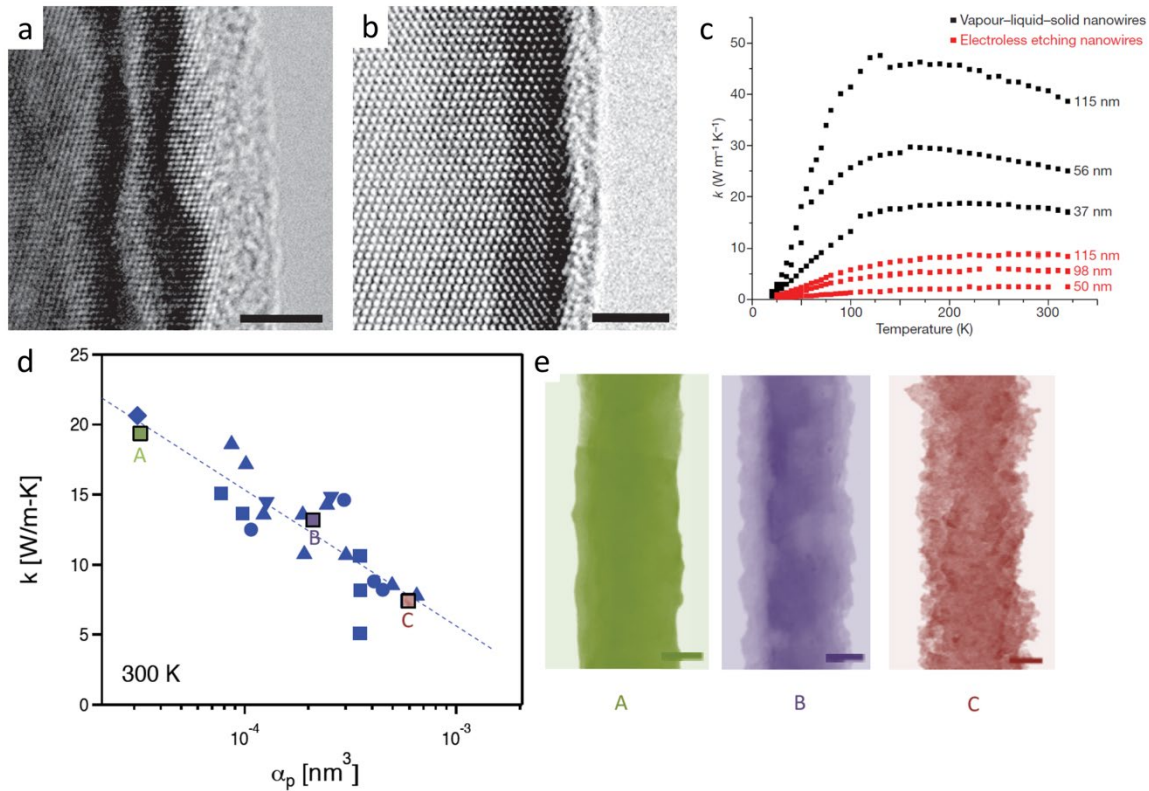 a
b
c
Vapour–liquid–solid nanowires
Electroless etching nanowires
50
40
30
20
10
0
k (W m⁻¹ K⁻¹)
115 nm
56 nm
37 nm
115 nm
98 nm
50 nm
0
100
200
300
Temperature (K)
d
25
20
15
10
5
0
k [W/m-K]
A
B
C
300 K
10⁻⁴
10⁻³
αₚ [nm³]
e
A
B
C